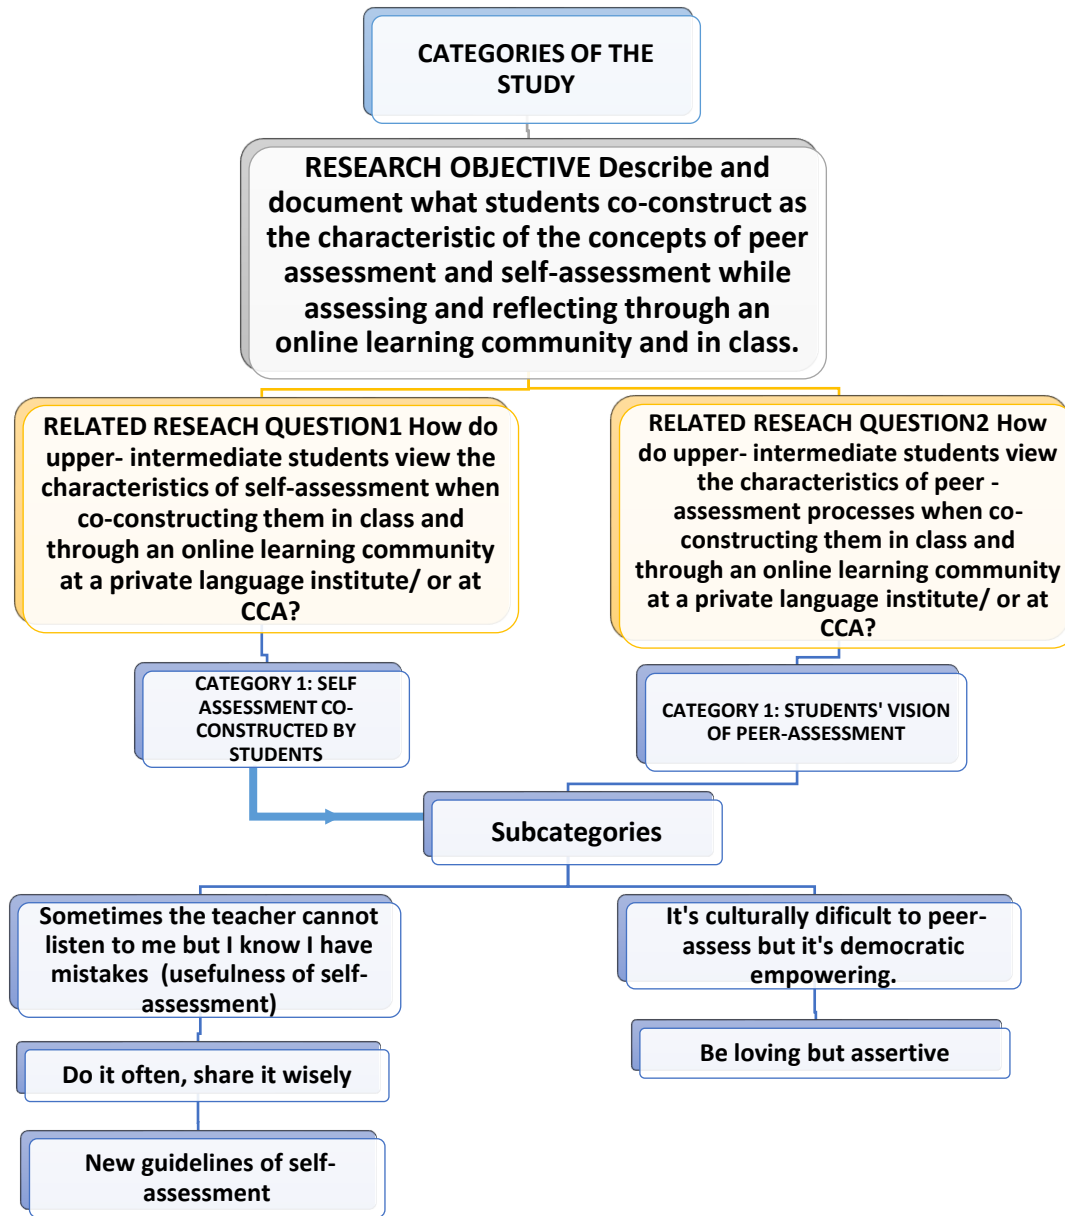 CATEGORIES OF THE
STUDY
RESEARCH OBJECTIVE Describe and
document what students co-construct as
the characteristic of the concepts of peer
assessment and self-assessment while
assessing and reflecting through an
online learning community and in class.
RELATED RESEACH QUESTION1 How do
upper- intermediate students view the
characteristics of self-assessment when
co-constructing them in class and
through an online learning community
at a private language institute/ or at
CCA?
RELATED RESEACH QUESTION2 How
do upper- intermediate students view
the characteristics of peer -
assessment processes when co-
constructing them in class and
through an online learning community
at a private language institute/ or at
CCA?
CATEGORY 1: SELF
ASSESSMENT CO-
CONSTRUCTED BY
STUDENTS
CATEGORY 1: STUDENTS' VISION
OF PEER-ASSESSMENT
Subcategories
Sometimes the teacher cannot
listen to me but I know I have
mistakes (usefulness of self-
assessment)
It's culturally dificult to peer-
assess but it's democratic
empowering.
Do it often, share it wisely
Be loving but assertive
New guidelines of self-
assessment